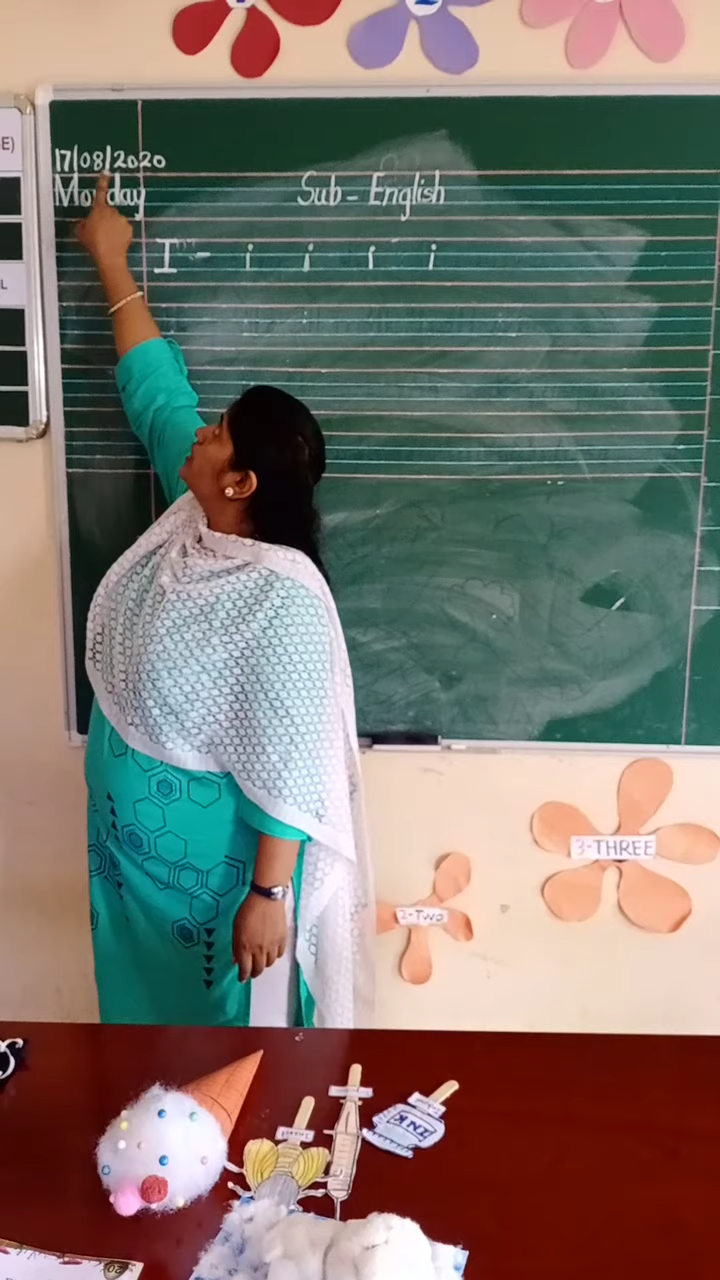 17/08/2020
Monday
Sub - English
I - i i i i
3-THREE
2-TWO
INK